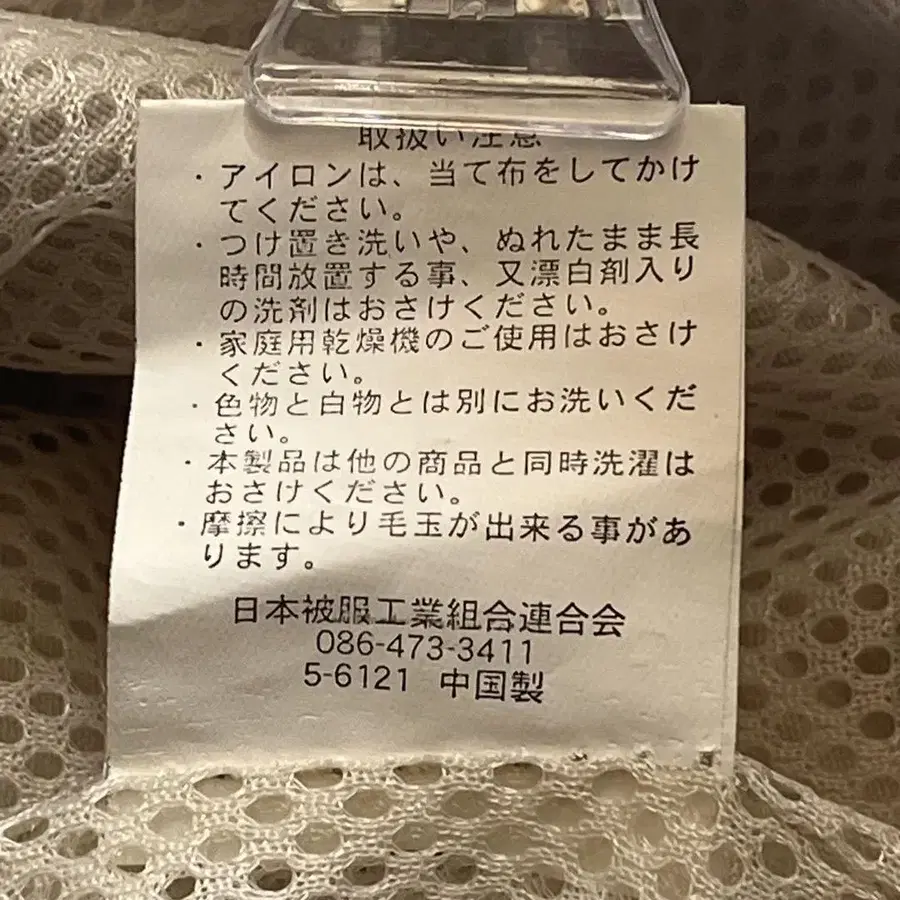 取扱い注意
・アイロンは、当て布をしてかけ
てください。
・つけ置き洗いや、ぬれたまま長
時間放置する事、又漂白剤入り
の洗剤はおさけください。
・家庭用乾燥機のご使用はおさけ
ください。
・色物と白物とは別にお洗いくだ
さい。
・本製品は他の商品と同時洗濯は
おさけください。
・摩擦により毛玉が出来る事があ
ります。
日本被服工業組合連合会
086-473-3411
5-6121 中国製